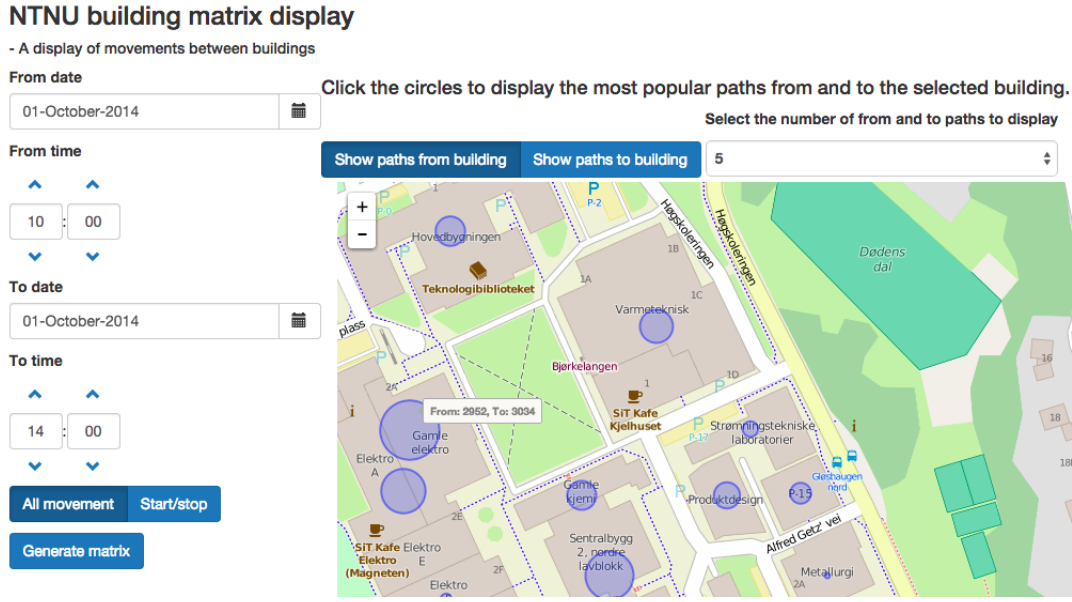 NTNU building matrix display
- A display of movements between buildings
From date
01-October-2014
From time
10 : 00
To date
01-October-2014
To time
14 : 00
All movement Start/stop
Generate matrix
Click the circles to display the most popular paths from and to the selected building.
Select the number of from and to paths to display
Show paths from building Show paths to building 5
+
−
P
P-0
1
P
P
P-2
P
Hovedbygningen
Teknologibiblioteket
Høgskoleringen
Høgskoleringen
1B
1A
1C
Varmeteknisk
Dødens
dal
plass
P
Bjørkelangen
1
1D
P
2A
SiT Kafe
Kjelhuset
i
From: 2952, To: 3034
Gamle
elektro
Elektro
A
P
P-17
Strømningstekniske
laboratorier
i
16
18
Gløshaugen
nord
Gamle
kjemi
P
Produktdesign
P-15
2E
SiT Kafe
Elektro
(Magneten)
Elektro
E
Sentralbygg
2, nordre
lavblokk
Alfred Getz' vei
2F
Elektro
Metallurgi
2A